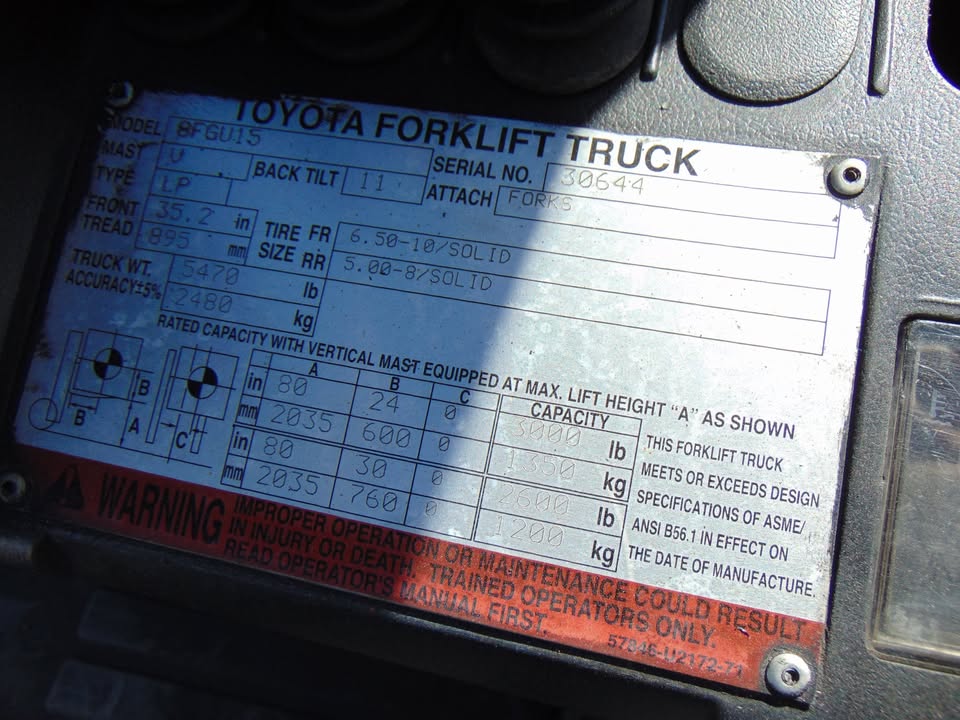 TOYOTA FORKLIFT TRUCK
MODEL 8FGU15 SERIAL NO. 30644
MAST V BACK TILT 11 ATTACH FORKS
TYPE LP
FRONT TREAD 35.2 in TIRE SIZE FR 6.50-10/SOLID
895 mm RR 5.00-8/SOLID
TRUCK WT. 5470 lb
ACCURACY±5% 2480 kg
RATED CAPACITY WITH VERTICAL MAST EQUIPPED AT MAX. LIFT HEIGHT "A" AS SHOWN
A B C CAPACITY
in 80 24 0 3000 lb
mm 2035 600 0 1350 kg
in 80 30 0 2600 lb
mm 2035 760 0 1200 kg
B B A C
THIS FORKLIFT TRUCK
MEETS OR EXCEEDS DESIGN
SPECIFICATIONS OF ASME/
ANSI B56.1 IN EFFECT ON
THE DATE OF MANUFACTURE.
WARNING
IMPROPER OPERATION OR MAINTENANCE COULD RESULT
IN INJURY OR DEATH. TRAINED OPERATORS ONLY.
READ OPERATOR'S MANUAL FIRST.
57346-U2172-71